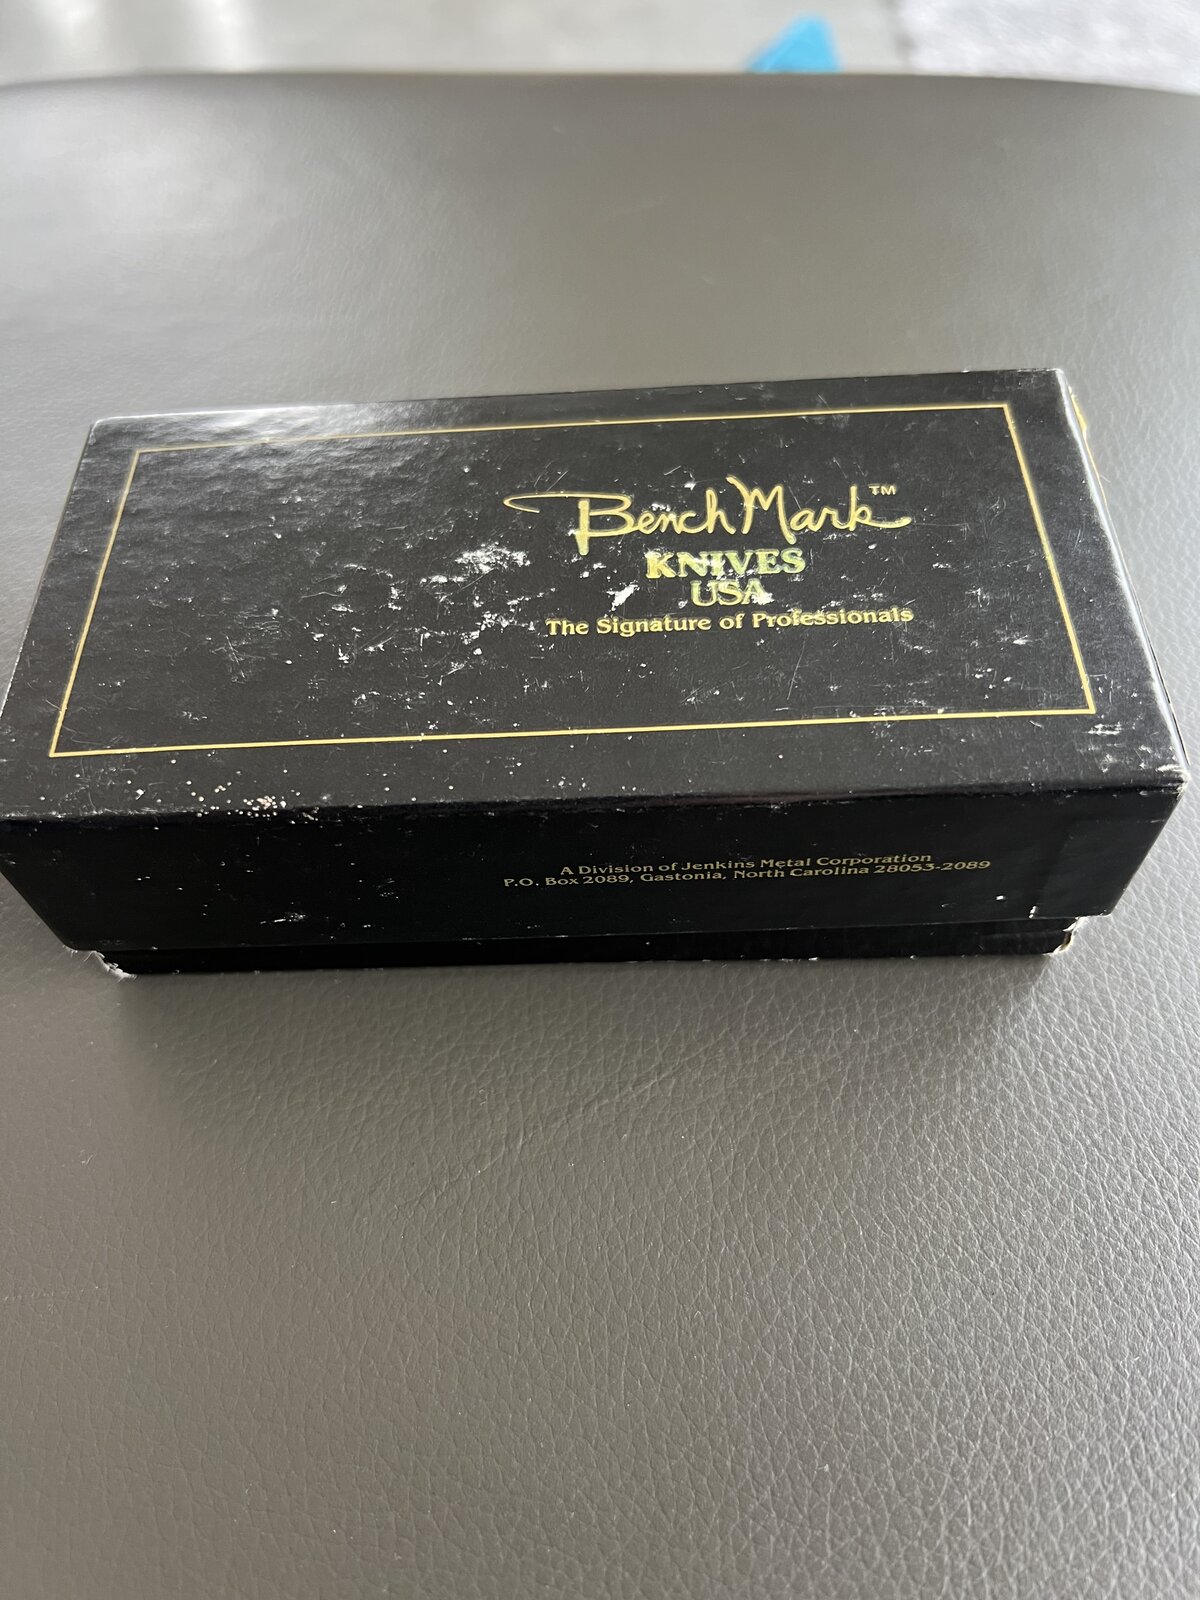 BenchMark™
KNIVES
USA
The Signature of Professionals
A Division of Jenkins Metal Corporation
P.O. Box 2089, Gastonia, North Carolina 28053-2089